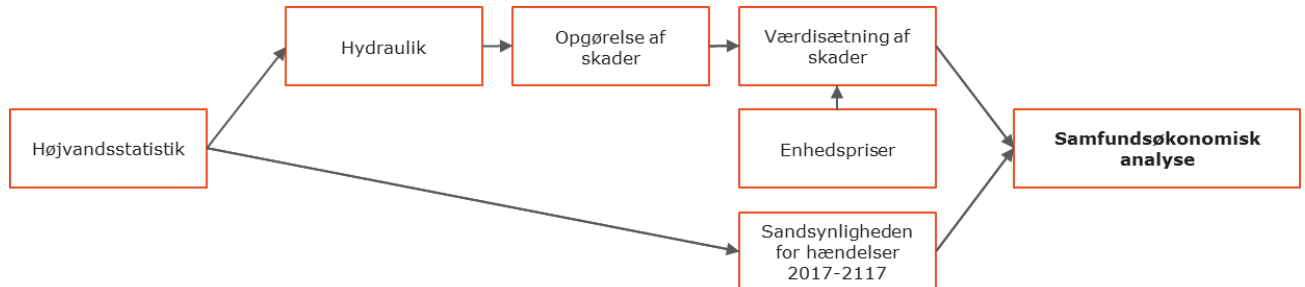 Højvandsstatistik
Hydraulik
Opgørelse af
skader
Værdisætning af
skader
Enhedspriser
Sandsynligheden
for hændelser
2017-2117
Samfundsøkonomisk
analyse